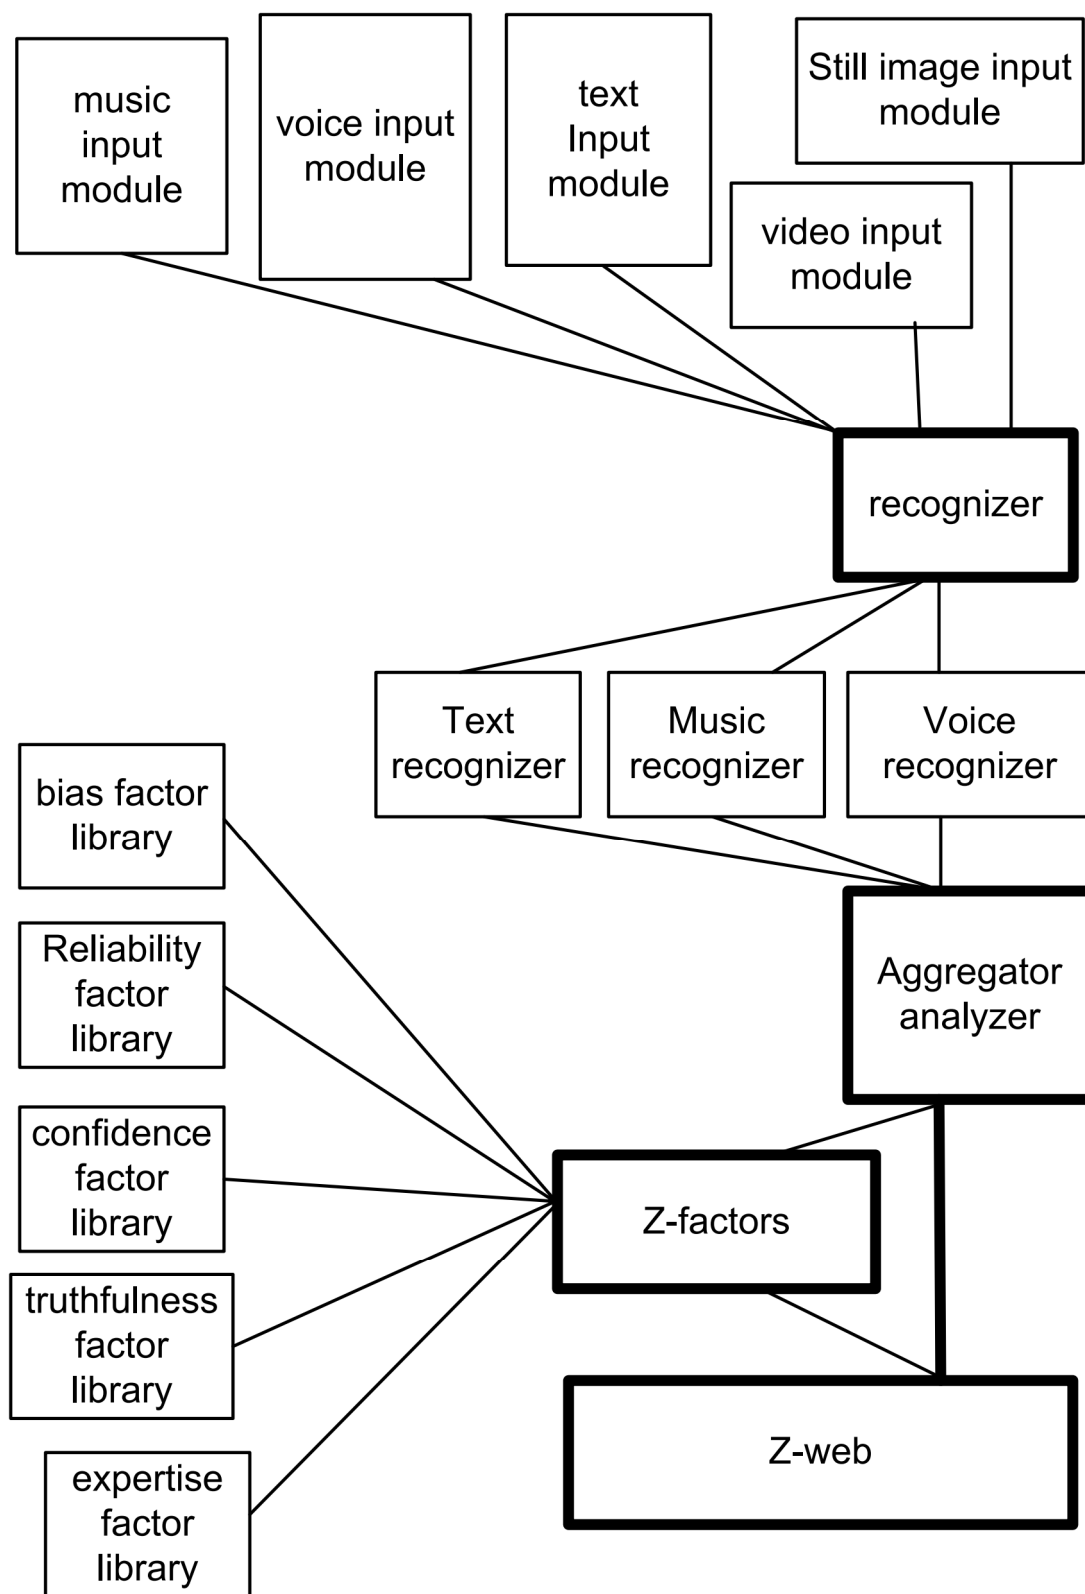 music
input
module
voice input
module
text
Input
module
Still image input
module
video input
module
recognizer
Text
recognizer
Music
recognizer
Voice
recognizer
bias factor
library
Reliability
factor
library
confidence
factor
library
truthfulness
factor
library
expertise
factor
library
Aggregator
analyzer
Z-factors
Z-web